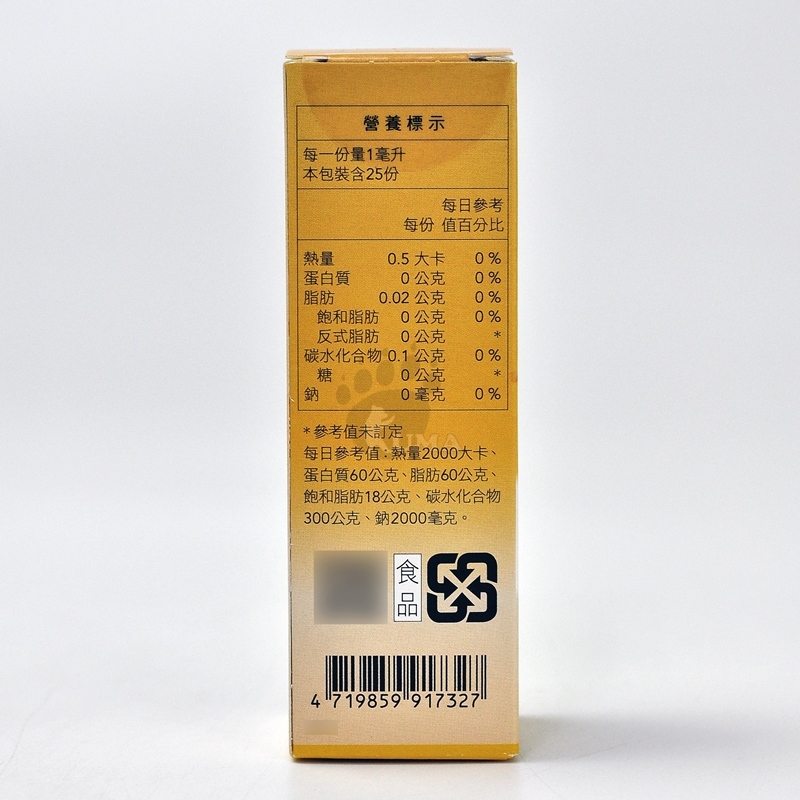 營養標示
每一份量1毫升
本包裝含25份
每日參考
每份 值百分比
熱量 0.5 大卡 0 %
蛋白質 0 公克 0 %
脂肪 0.02 公克 0 %
飽和脂肪 0 公克 0 %
反式脂肪 0 公克 *
碳水化合物 0.1 公克 0 %
糖 0 公克 *
鈉 0 毫克 0 %
KUMA
*參考值未訂定
每日參考值:熱量2000大卡、
蛋白質60公克、脂肪60公克、
飽和脂肪18公克、碳水化合物
300公克、鈉2000毫克。
食
品
4 719859 917327